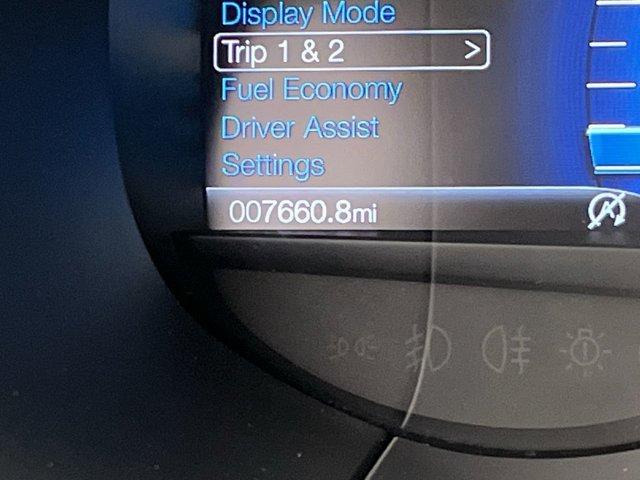 Display Mode
Trip 1 & 2 >
Fuel Economy
Driver Assist
Settings
007660.8mi